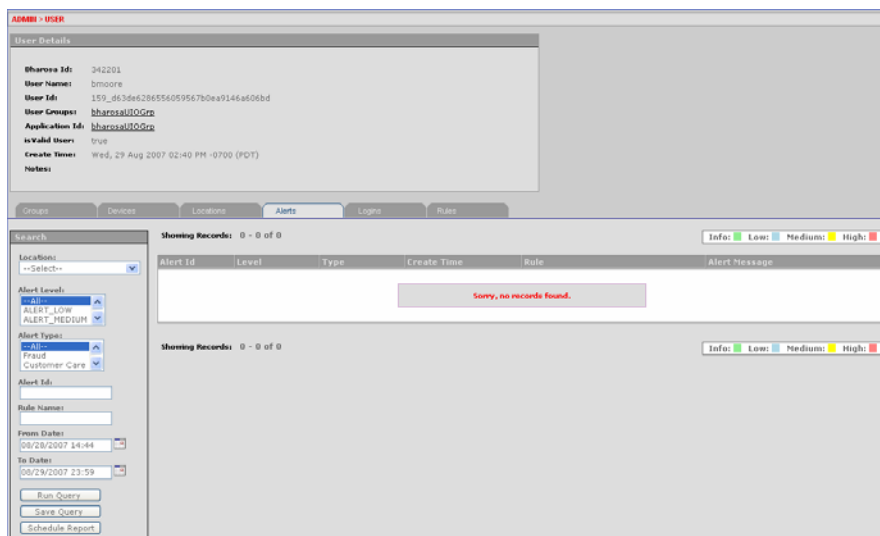 ADMIN > USER
User Details
Bharosa Id: 342201
User Name: bmoore
User Id: 159_d63de6286556059567b0ea9146a606bd
User Groups: bharosaUIOGrp
Application Id: bharosaUIOGrp
isValid User: true
Create Time: Wed, 29 Aug 2007 02:40 PM -0700 (PDT)
Notes:
Groups Devices Locations Alerts Logins Rules
Search
Location:
--Select--
Alert Level:
--All--
ALERT_LOW
ALERT_MEDIUM
Alert Type:
--All--
Fraud
Customer Care
Alert Id:
Rule Name:
From Date:
08/28/2007 14:44
To Date:
08/29/2007 23:59
Run Query
Save Query
Schedule Report
Showing Records: 0 - 0 of 0
Info: Low: Medium: High:
Alert Id Level Type Create Time Rule Alert Message
Sorry, no records found.
Showing Records: 0 - 0 of 0
Info: Low: Medium: High: